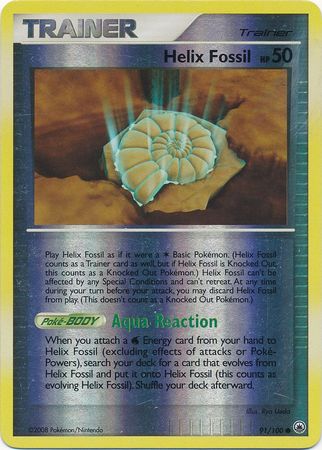 TRAINER
Trainer
Helix Fossil HP 50
Play Helix Fossil as if it were a Basic Pokémon. (Helix Fossil
counts as a Trainer card as well, but if Helix Fossil is Knocked Out,
this counts as a Knocked Out Pokémon.) Helix Fossil can't be
affected by any Special Conditions and can't retreat. At any time
during your turn before your attack, you may discard Helix Fossil
from play. (This doesn't count as a Knocked Out Pokémon.)
Poké-BODY Aqua Reaction
When you attach a Energy card from your hand to
Helix Fossil (excluding effects of attacks or Poké-
Powers), search your deck for a card that evolves from
Helix Fossil and put it onto Helix Fossil (this counts as
evolving Helix Fossil). Shuffle your deck afterward.
Illus. Ryo Ueda
©2008 Pokémon/Nintendo
91/100